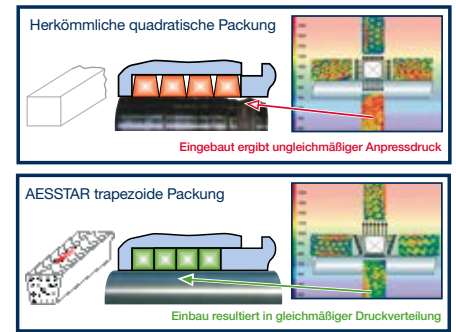 Herkömmliche quadratische Packung
Eingebaut ergibt ungleichmäßiger Anpressdruck
AESSTAR trapezoide Packung
Einbau resultiert in gleichmäßiger Druckverteilung